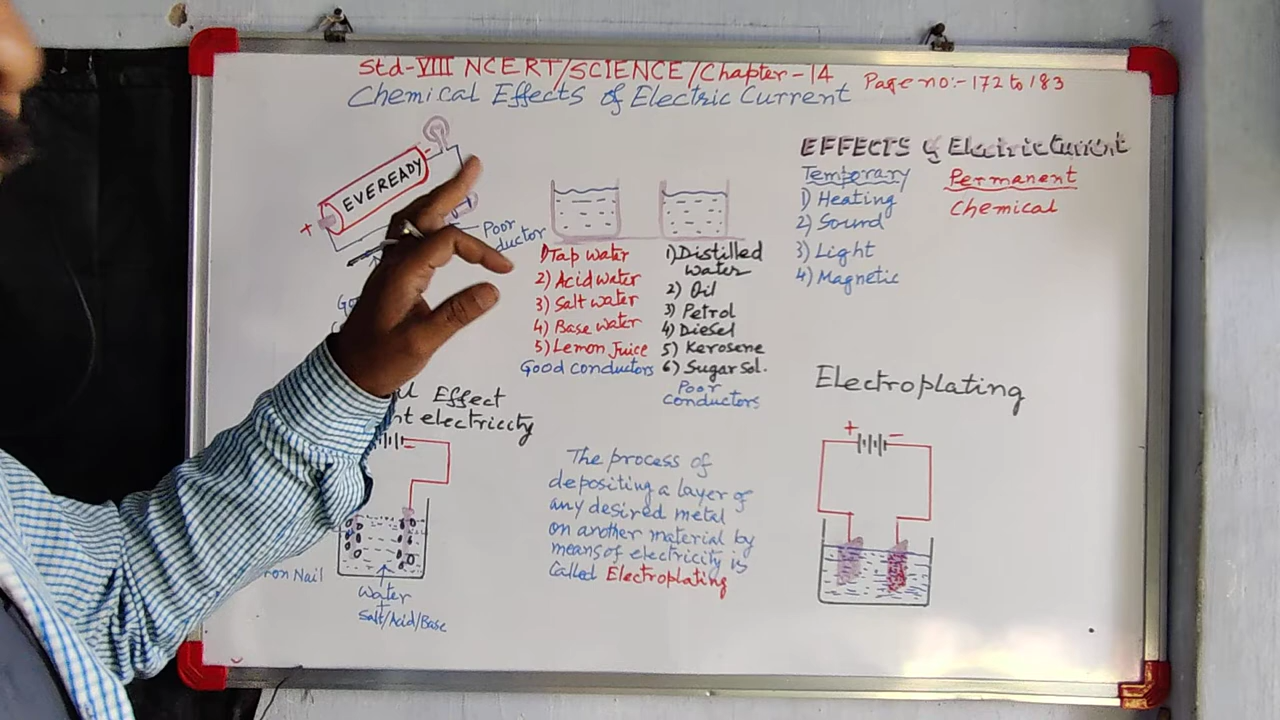 Std-VIII NCERT/SCIENCE/Chapter-14
Page no:- 172 to 183
Chemical Effects of Electric Current
EVEREADY
+
-
Poor
EFFECTS of Electric Current
Temporary
1) Heating
2) Sound
3) Light
4) Magnetic
Permanent
Chemical
1) Tap water
2) Acid water
3) Salt water
4) Base water
5) Lemon Juice
Good conductors
1) Distilled
water
2) Oil
3) Petrol
4) Diesel
5) Kerosene
6) Sugar Sol.
Poor
conductors
Effect
electriccty
-
Nail
Water
+
Salt/Acid/Base
The process of
depositing a layer of
any desired metal
on another material by
means of electricity is
Called Electroplating
Electroplating
+ -